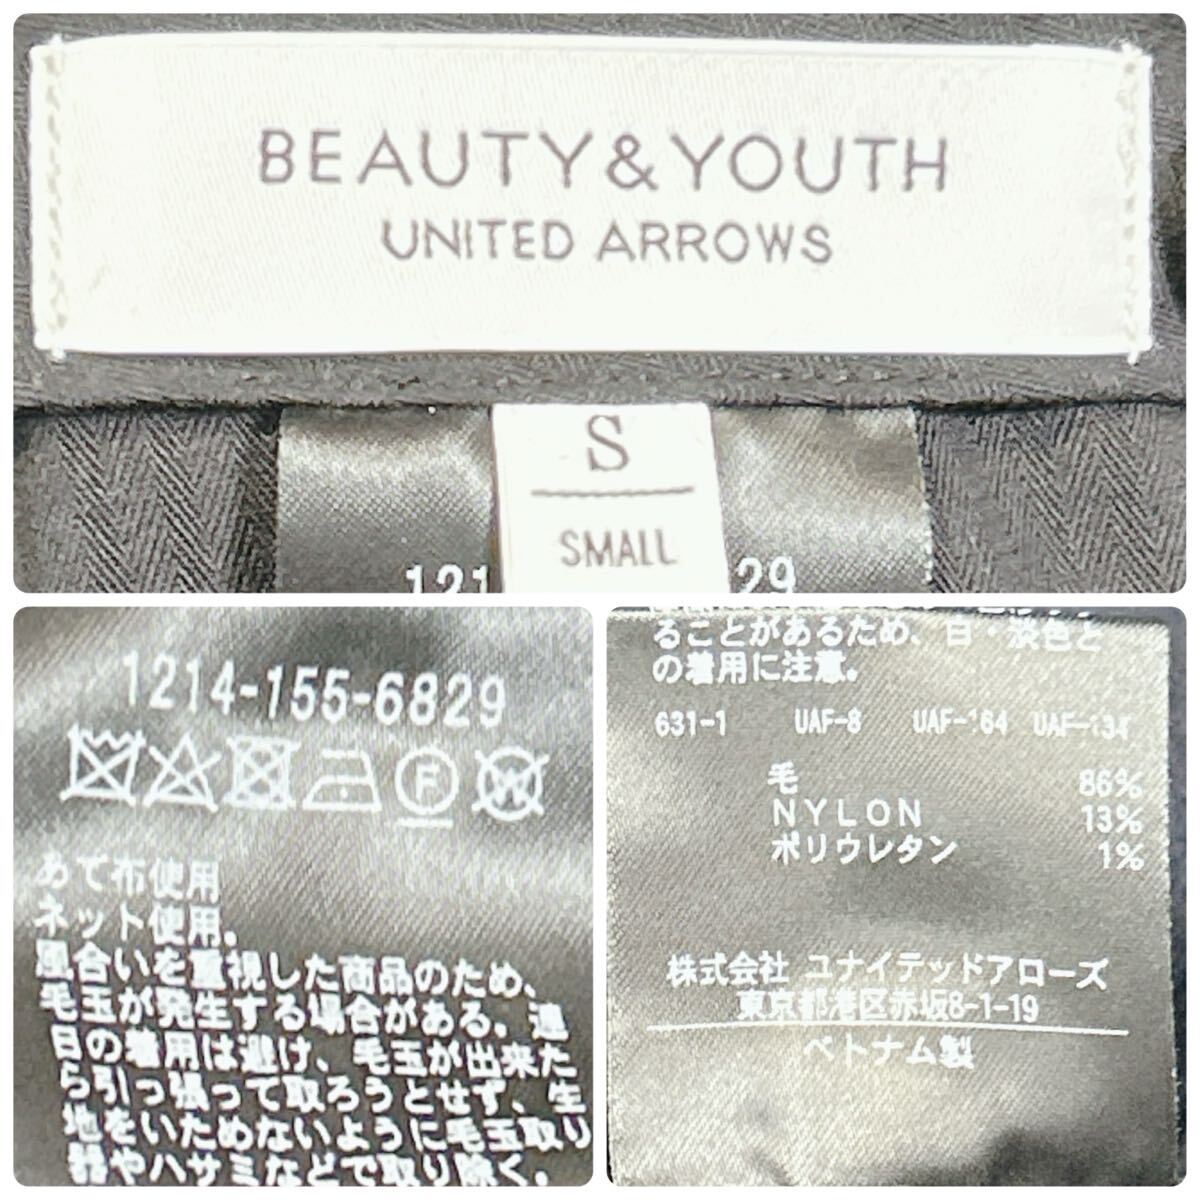 BEAUTY&YOUTH
UNITED ARROWS
S
SMALL
121
29
1214-155-6829
F
W
あて布使用
ネット使用。
風合いを重視した商品のため、
毛玉が発生する場合がある。連
日の着用は避け、毛玉が出来た
ら引っ張って取ろうとせず、生
地をいためないように毛玉取り
器やハサミなどで取り除く。
ることがあるため、白・淡色と
の着用に注意。
631-1 UAF-8 UAF-164 UAF-134
毛 86%
NYLON 13%
ポリウレタン 1%
株式会社 ユナイテッドアローズ
東京都港区赤坂8-1-19
ベトナム製